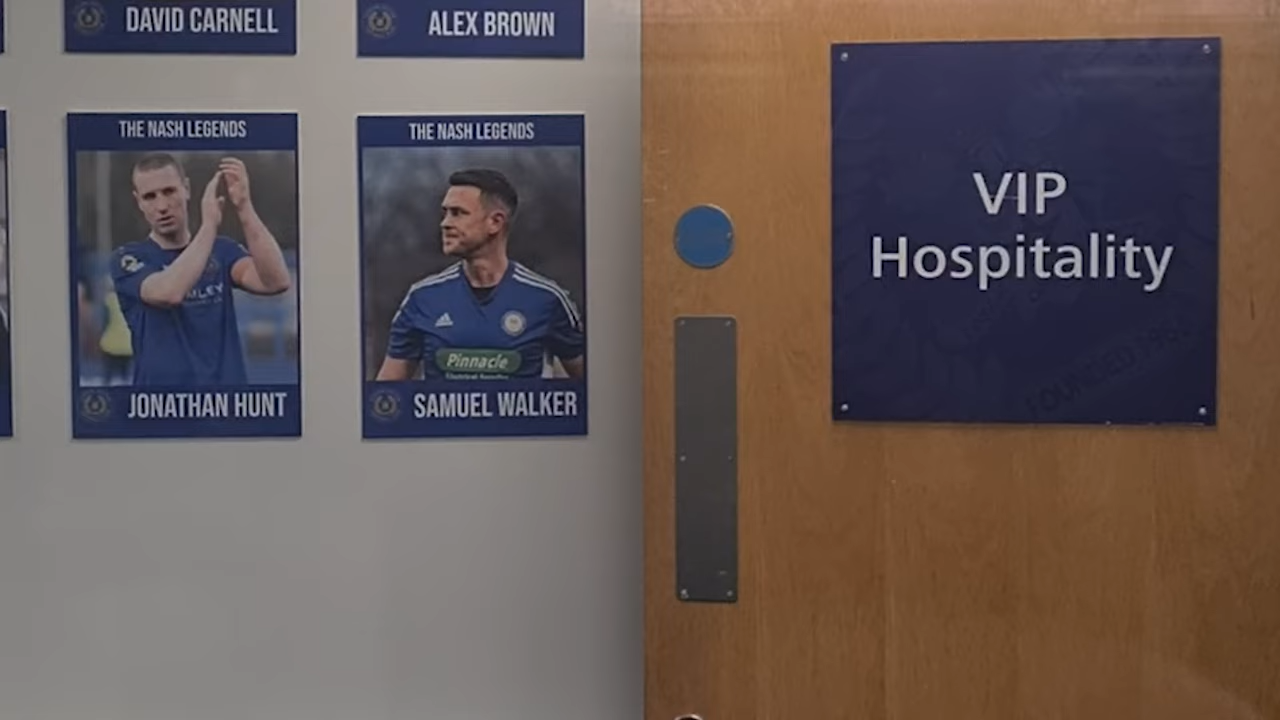 DAVID CARNELL
ALEX BROWN
THE NASH LEGENDS
JONATHAN HUNT
THE NASH LEGENDS
Pinnacle
SAMUEL WALKER
VIP
Hospitality